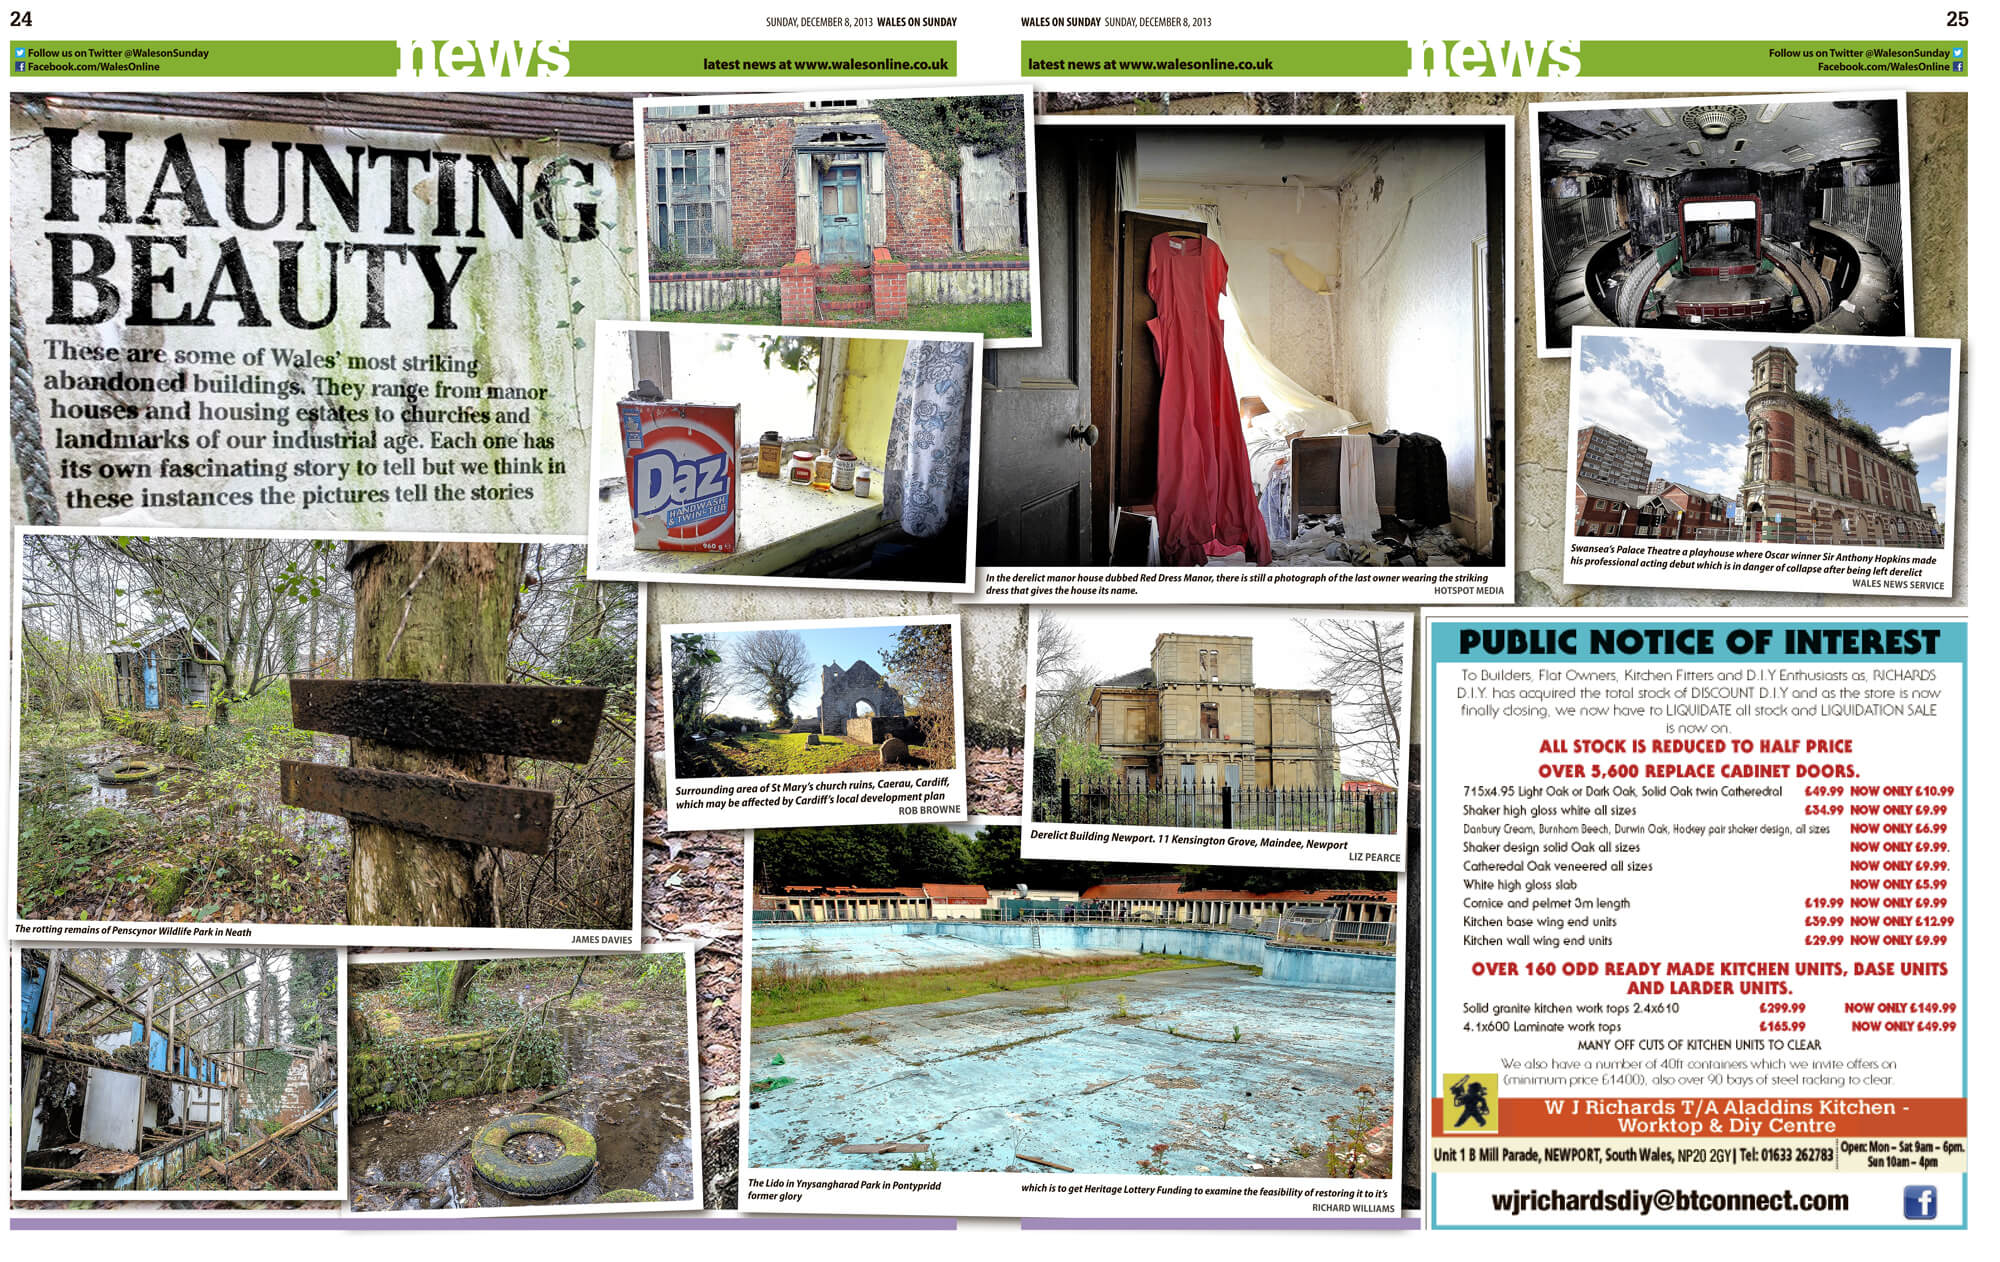 24
SUNDAY, DECEMBER 8, 2013 WALES ON SUNDAY
Follow us on Twitter @WalesonSunday
Facebook.com/WalesOnline
news
latest news at www.walesonline.co.uk
WALES ON SUNDAY SUNDAY, DECEMBER 8, 2013
25
latest news at www.walesonline.co.uk
news
Follow us on Twitter @WalesonSunday
Facebook.com/WalesOnline
HAUNTING
BEAUTY
These are some of Wales' most striking
abandoned buildings. They range from manor
houses and housing estates to churches and
landmarks of our industrial age. Each one has
its own fascinating story to tell but we think in
these instances the pictures tell the stories
Daz
HANDWASH
& TWIN TUB
960 g
In the derelict manor house dubbed Red Dress Manor, there is still a photograph of the last owner wearing the striking
dress that gives the house its name.
HOTSPOT MEDIA
Swansea's Palace Theatre a playhouse where Oscar winner Sir Anthony Hopkins made
his professional acting debut which is in danger of collapse after being left derelict
WALES NEWS SERVICE
The rotting remains of Penscynor Wildlife Park in Neath
JAMES DAVIES
Surrounding area of St Mary's church ruins, Caerau, Cardiff,
which may be affected by Cardiff's local development plan
ROB BROWNE
Derelict Building Newport. 11 Kensington Grove, Maindee, Newport
LIZ PEARCE
The Lido in Ynysangharad Park in Pontypridd
former glory
which is to get Heritage Lottery Funding to examine the feasibility of restoring it to it's
RICHARD WILLIAMS
PUBLIC NOTICE OF INTEREST
To Builders, Flat Owners, Kitchen Fitters and D.I.Y Enthusiasts as, RICHARDS
D.I.Y. has acquired the total stock of DISCOUNT D.I.Y and as the store is now
finally closing, we now have to LIQUIDATE all stock and LIQUIDATION SALE
is now on.
ALL STOCK IS REDUCED TO HALF PRICE
OVER 5,600 REPLACE CABINET DOORS.
715x4.95 Light Oak or Dark Oak, Solid Oak twin Catheredral £49.99 NOW ONLY £10.99
Shaker high gloss white all sizes £34.99 NOW ONLY £9.99
Danbury Cream, Burnham Beech, Durwin Oak, Hockey pair shaker design, all sizes NOW ONLY £6.99
Shaker design solid Oak all sizes NOW ONLY £9.99.
Catheredal Oak veneered all sizes NOW ONLY £9.99.
White high gloss slab NOW ONLY £5.99
Cornice and pelmet 3m length £19.99 NOW ONLY £9.99
Kitchen base wing end units £39.99 NOW ONLY £12.99
Kitchen wall wing end units £29.99 NOW ONLY £9.99
OVER 160 ODD READY MADE KITCHEN UNITS, BASE UNITS
AND LARDER UNITS.
Solid granite kitchen work tops 2.4x610 £299.99 NOW ONLY £149.99
4.1x600 Laminate work tops £165.99 NOW ONLY £49.99
MANY OFF CUTS OF KITCHEN UNITS TO CLEAR
We also have a number of 40ft containers which we invite offers on
(minimum price £1400), also over 90 bays of steel racking to clear.
W J Richards T/A Aladdins Kitchen -
Worktop & Diy Centre
Unit 1 B Mill Parade, NEWPORT, South Wales, NP20 2GY | Tel: 01633 262783
Open: Mon – Sat 9am – 6pm.
Sun 10am – 4pm
wjrichardsdiy@btconnect.com